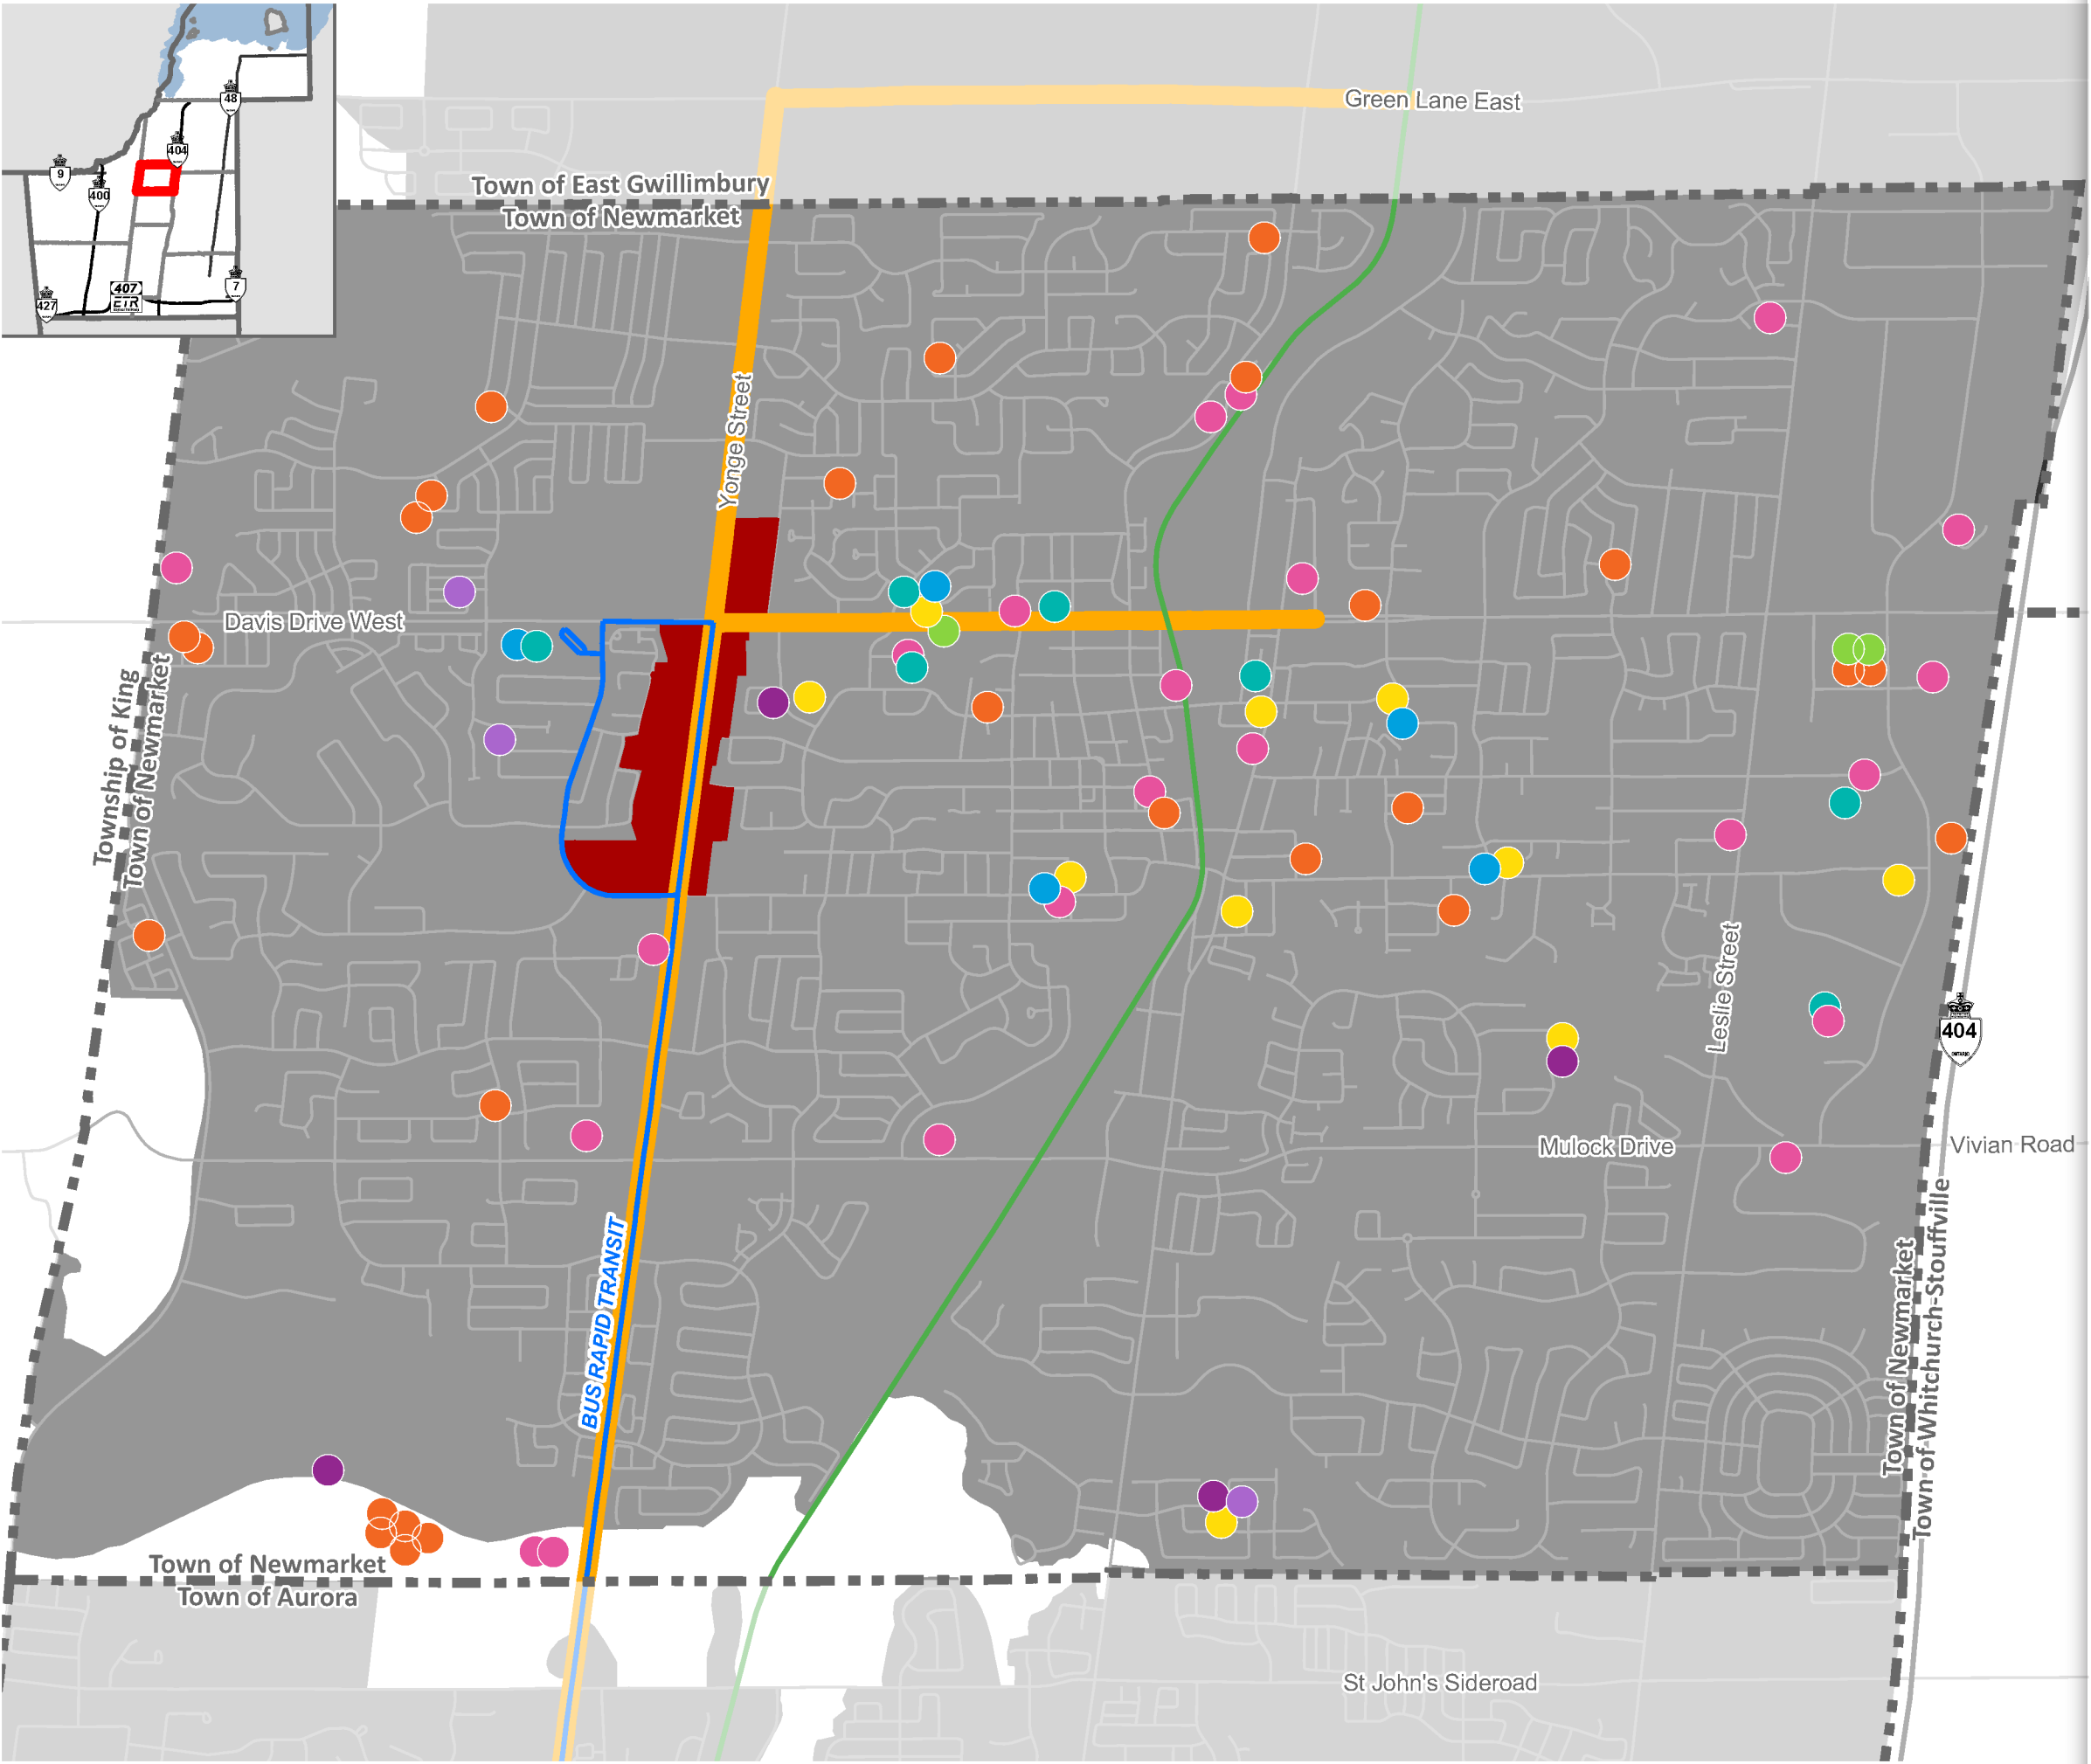 48
404
9
400
407
ETR
7
427
Green Lane East
Town of East Gwillimbury
Town of Newmarket
Yonge Street
Davis Drive West
Township of King
Town of Newmarket
Leslie Street
404
ONTARIO
Mulock Drive
Vivian Road
BUS RAPID TRANSIT
Town of Newmarket
Town of Whitchurch-Stouffville
Town of Newmarket
Town of Aurora
St John's Sideroad